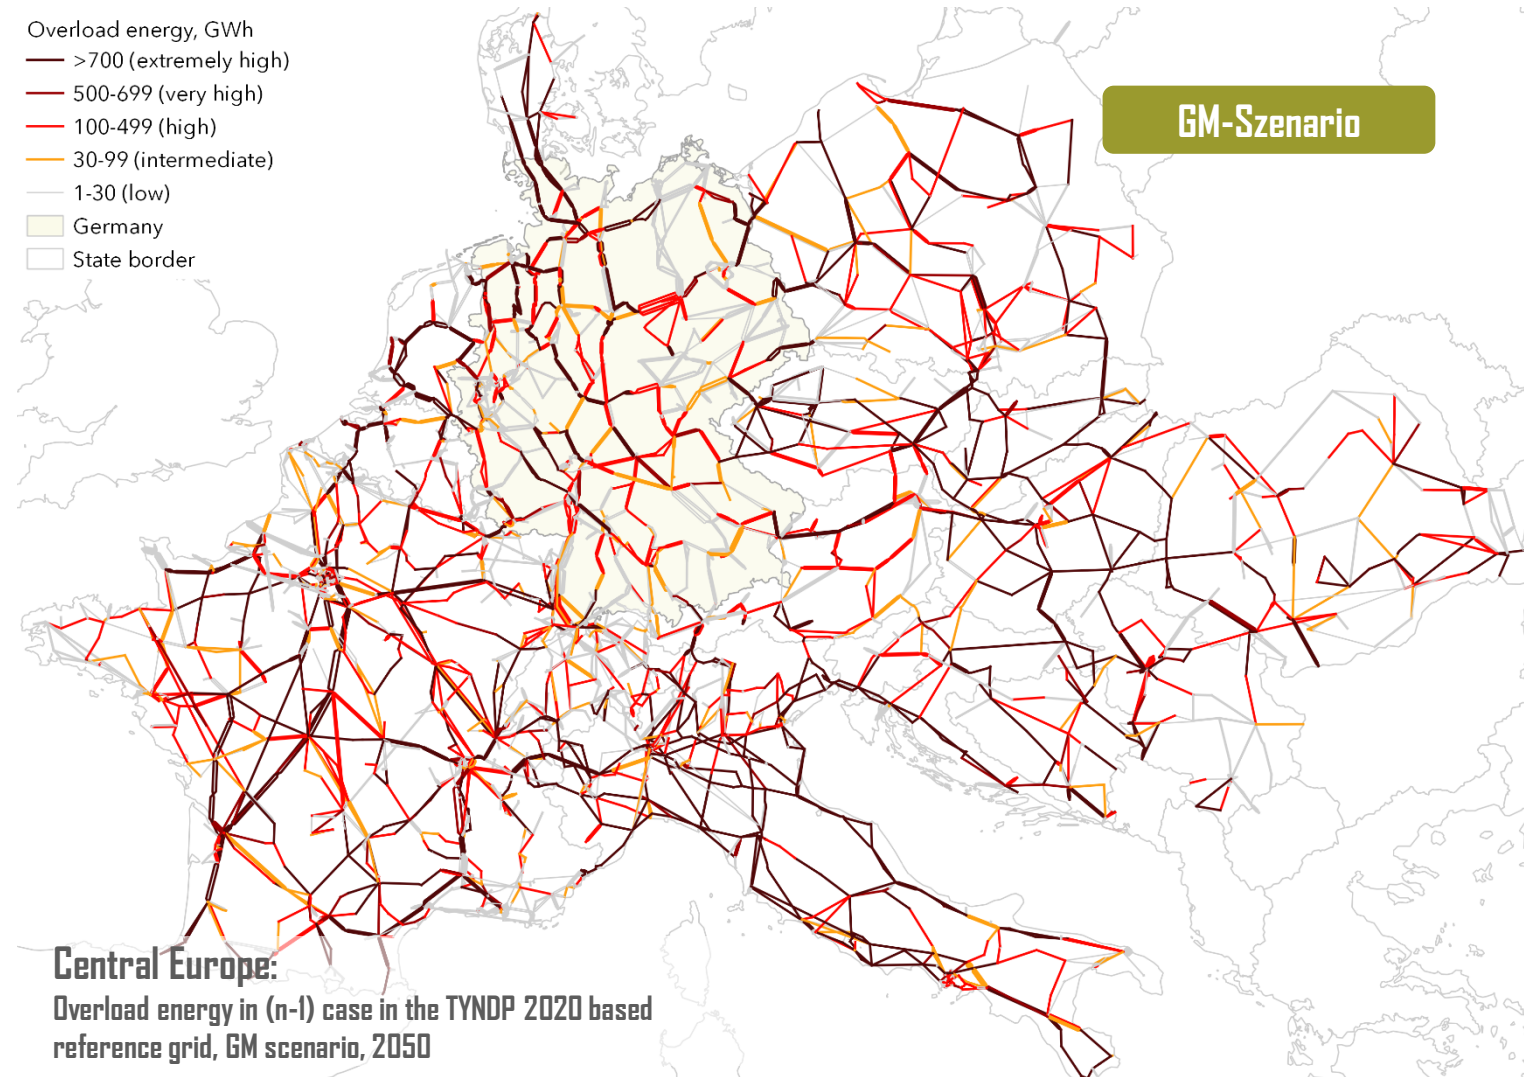 Overload energy, GWh
>700 (extremely high)
500-699 (very high)
100-499 (high)
30-99 (intermediate)
1-30 (low)
Germany
State border
GM-Szenario
Central Europe:
Overload energy in (n-1) case in the TYNDP 2020 based
reference grid, GM scenario, 2050